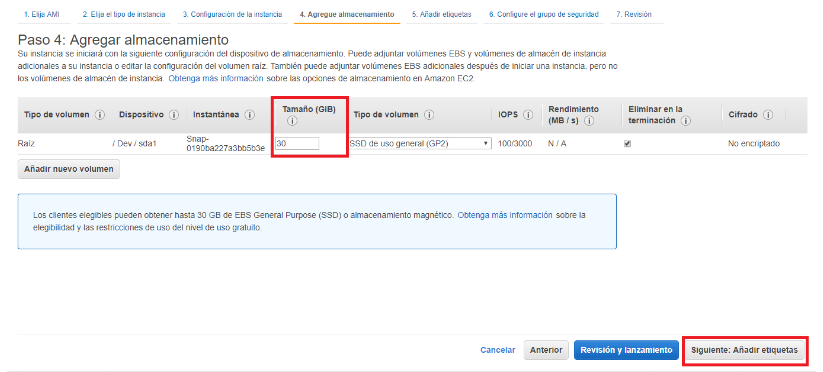 1. Elija AMI 2. Elija el tipo de instancia 3. Configuración de la instancia 4. Agregue almacenamiento 5. Añadir etiquetas 6. Configure el grupo de seguridad 7. Revisión
Paso 4: Agregar almacenamiento
Su instancia se iniciará con la siguiente configuración del dispositivo de almacenamiento. Puede adjuntar volúmenes EBS y volúmenes de almacén de instancia
adicionales a su instancia o editar la configuración del volumen raíz. También puede adjuntar volúmenes EBS adicionales después de iniciar una instancia, pero no
los volúmenes de almacén de instancia. Obtenga más información sobre las opciones de almacenamiento en Amazon EC2
Tipo de volumen i Dispositivo i Instantánea i Tamaño (GiB) i Tipo de volumen i IOPS i Rendimiento (MB / s) i Eliminar en la terminación i Cifrado i
Raíz / Dev / sda1 Snap-0190ba227a3bb5b3e 30 SSD de uso general (GP2) 100/3000 N / A No encriptado
Añadir nuevo volumen
Los clientes elegibles pueden obtener hasta 30 GB de EBS General Purpose (SSD) o almacenamiento magnético. Obtenga más información sobre la
elegibilidad y las restricciones de uso del nivel de uso gratuito.
Cancelar Anterior Revisión y lanzamiento Siguiente: Añadir etiquetas